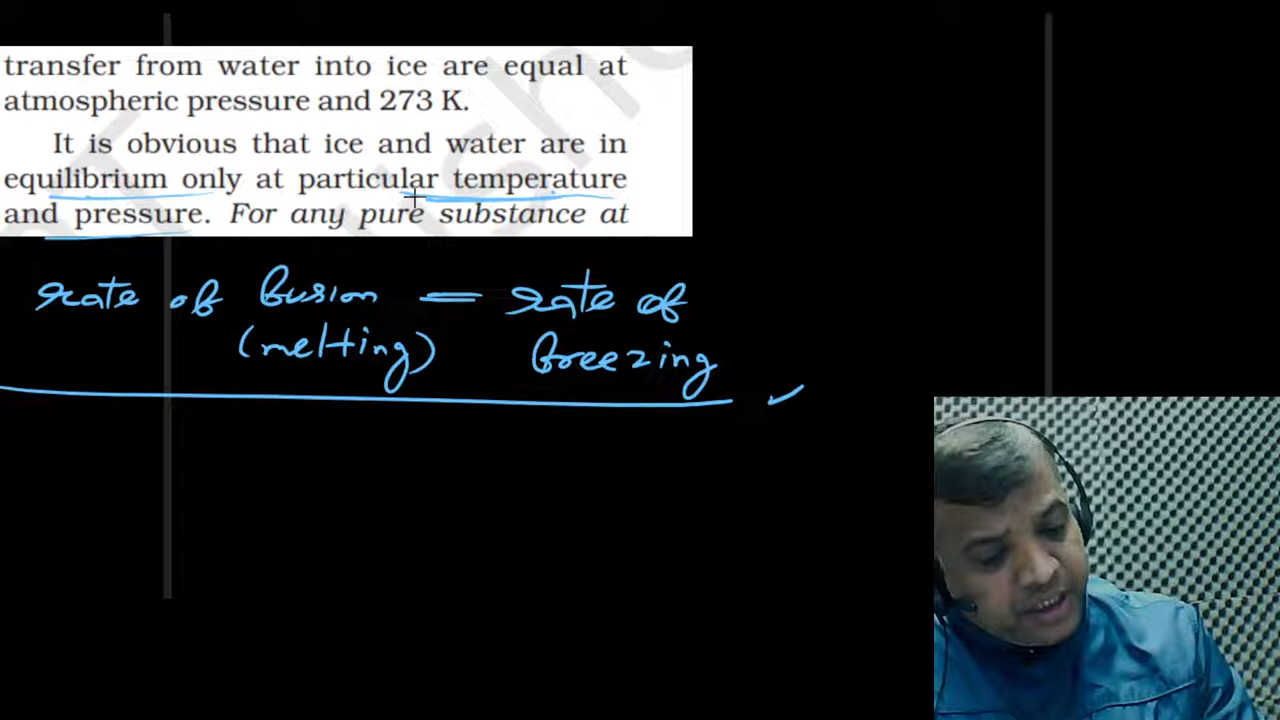 transfer from water into ice are equal at
atmospheric pressure and 273 K.
It is obvious that ice and water are in
equilibrium only at particular temperature
and pressure. For any pure substance at
rate of fusion = rate of
(melting) freezing